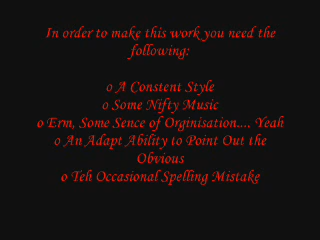 In order to make this work you need the
following:
o A Constent Style
o Some Nifty Music
o Erm, Some Sence of Orginisation.... Yeah
o An Adapt Ability to Point Out the
Obvious
o Teh Occasional Spelling Mistake